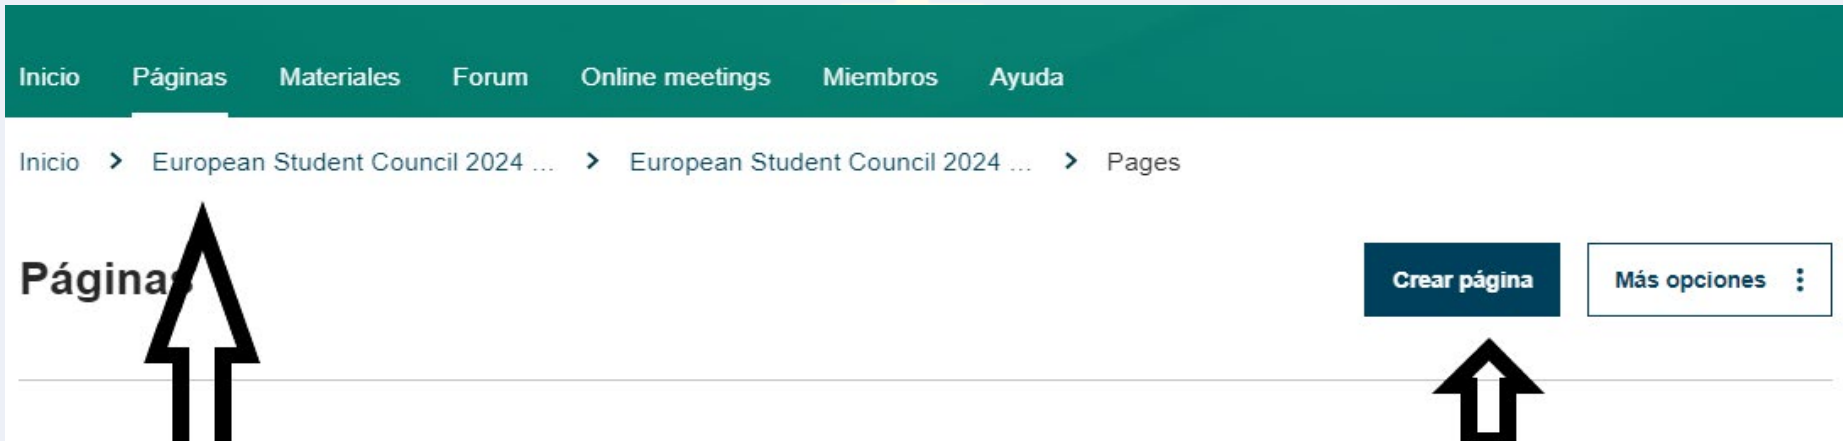 Inicio Páginas Materiales Forum Online meetings Miembros Ayuda
Inicio > European Student Council 2024 ... > European Student Council 2024 ... > Pages
Páginas Crear página Más opciones